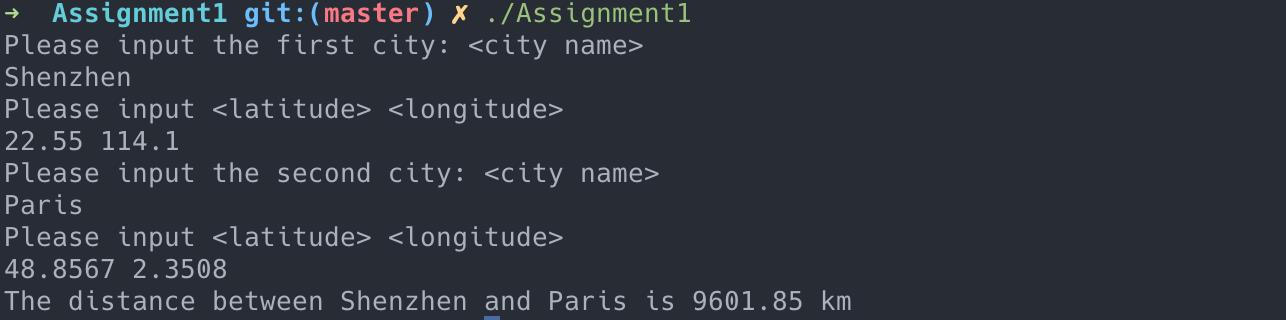 → Assignment1 git:(master) ✗ ./Assignment1
Please input the first city: <city name>
Shenzhen
Please input <latitude> <longitude>
22.55 114.1
Please input the second city: <city name>
Paris
Please input <latitude> <longitude>
48.8567 2.3508
The distance between Shenzhen and Paris is 9601.85 km